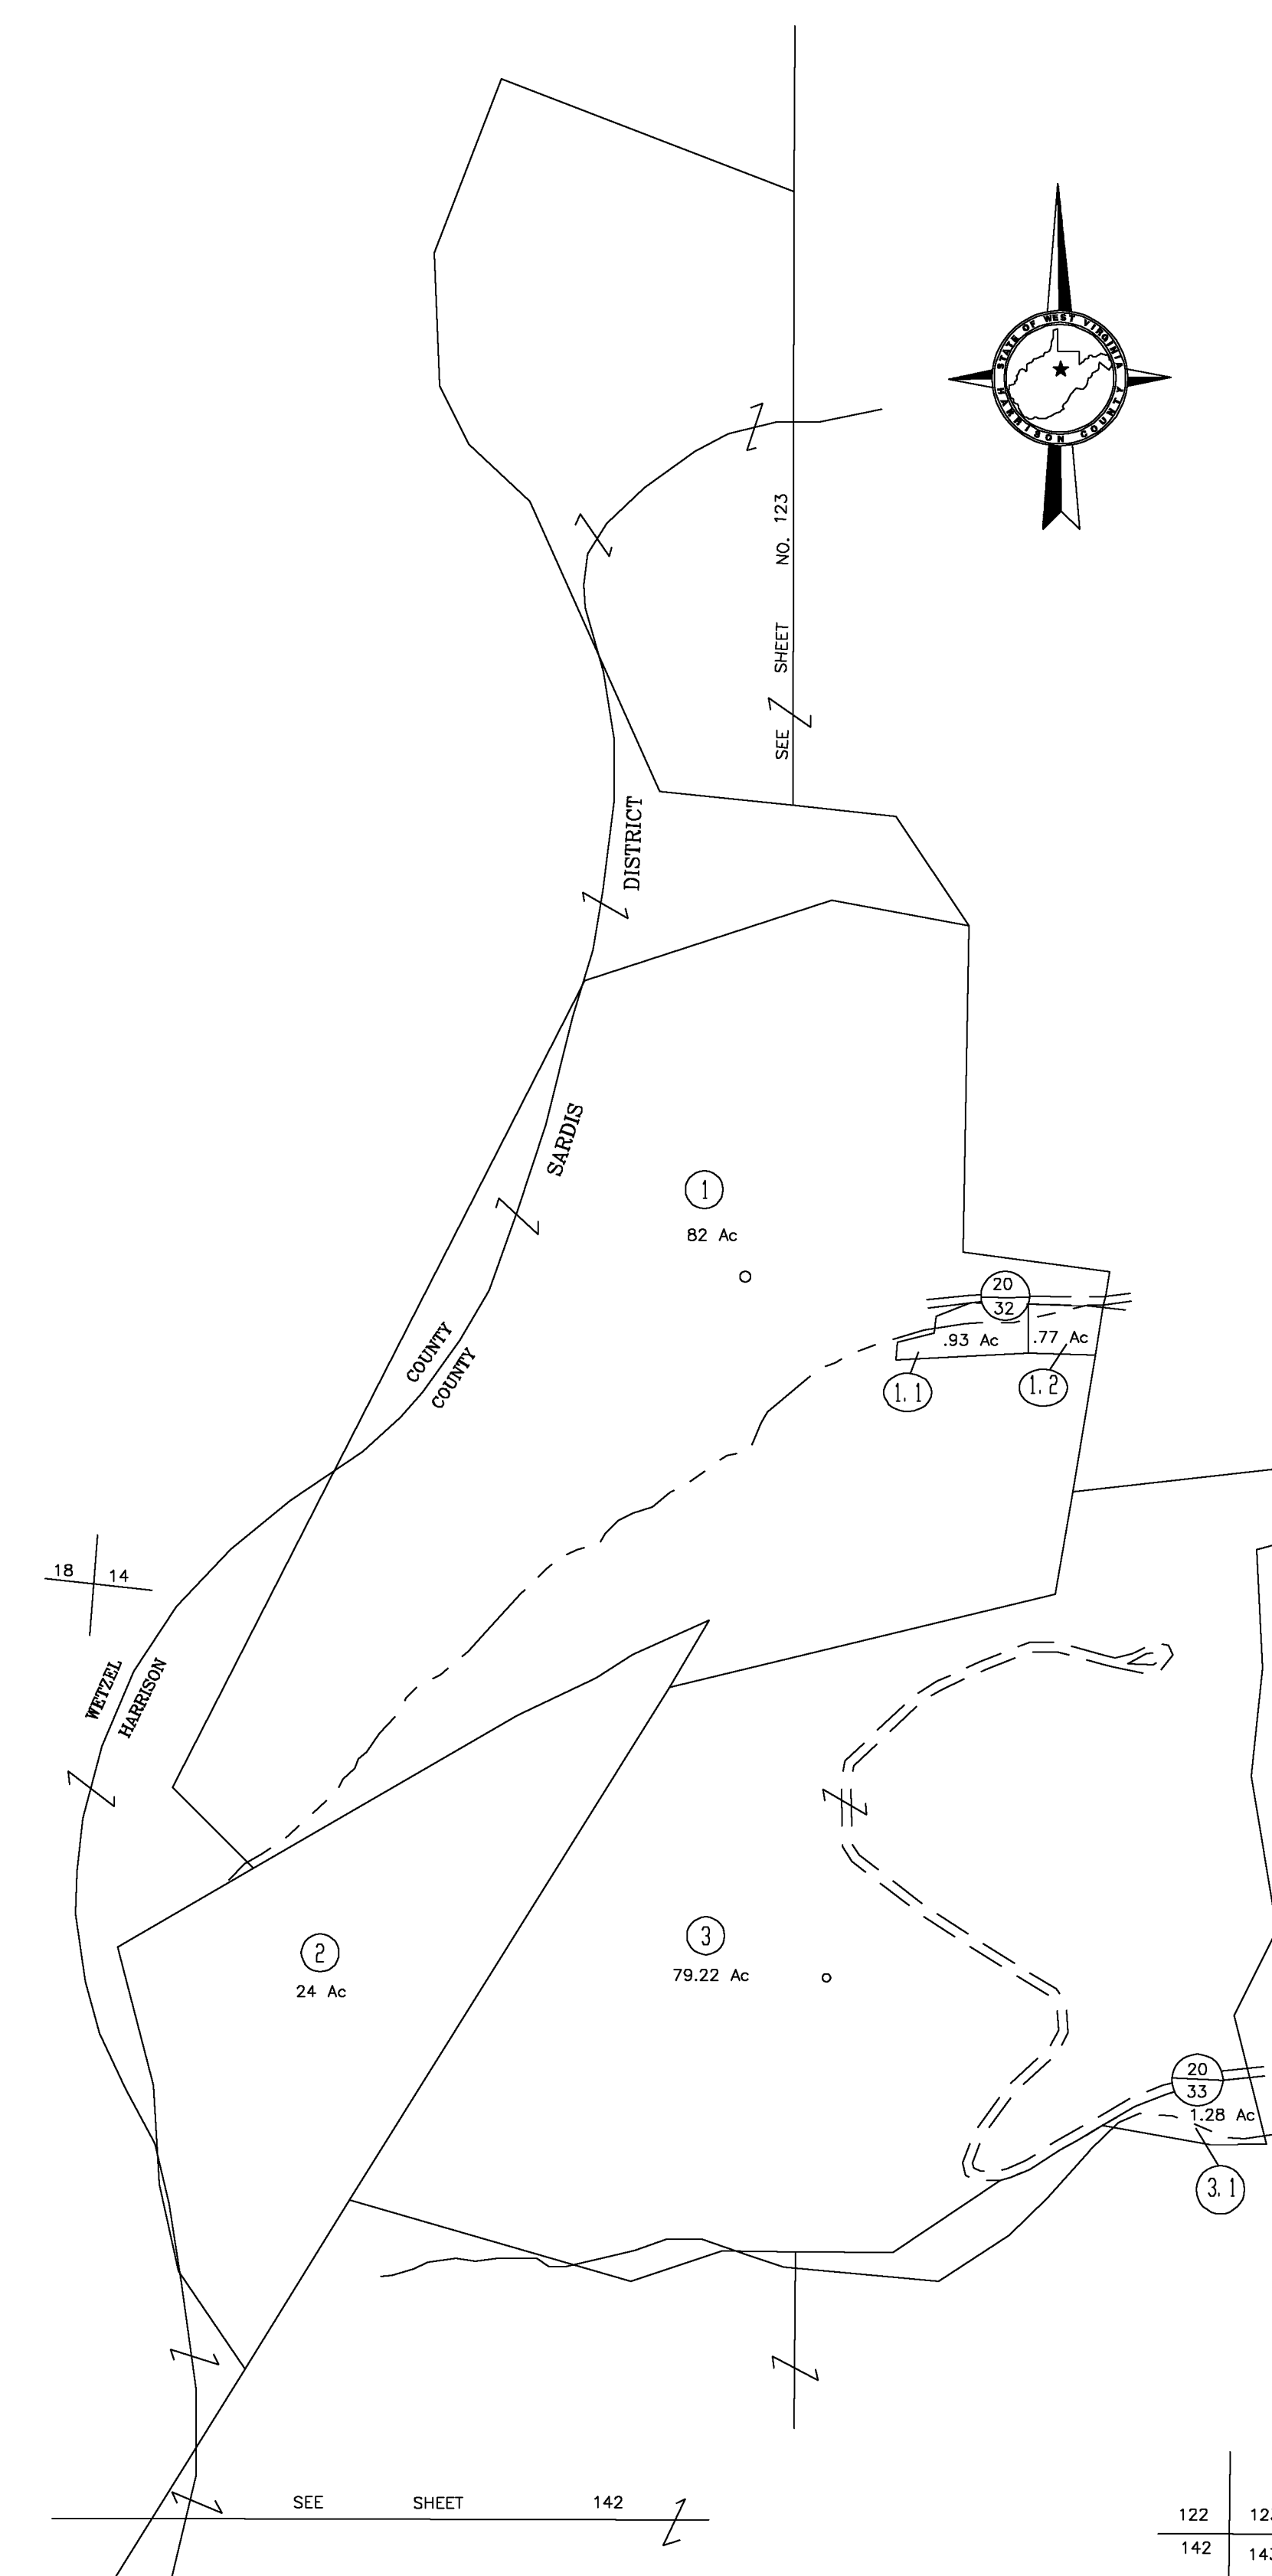 STATE OF WEST VIRGINIA
HARRISON COUNTY
SEE SHEET NO. 123
SARDIS DISTRICT
1
82 Ac
20
32
.93 Ac
.77 Ac
1.1
1.2
COUNTY
COUNTY
18
14
WETZEL
HARRISON
2
24 Ac
3
79.22 Ac
20
33
1.28 Ac
3.1
SEE SHEET 142
122
142